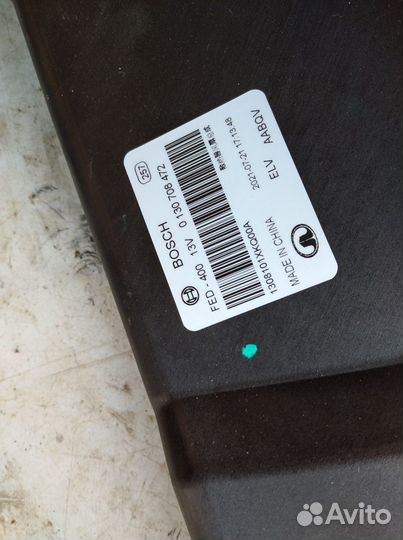 257
BOSCH
FED - 400 13V 0 130 708 472
1308101XKQ00A
MADE IN CHINA
2021-07-21 17:13:48
ELV AABQV
Avito